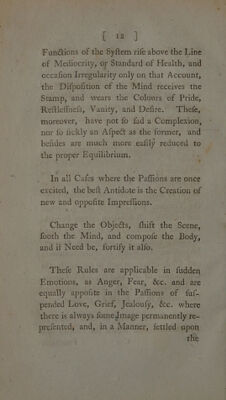 [ 12 ]
Functions of the System rise above the Line
of Mediocrity, or Standard of Health, and
occasion Irregularity only on that Account,
the Disposition of the Mind receives the
Stamp, and wears the Colours of Pride,
Restlessness, Vanity, and Desire. These,
moreover, have not so sad a Complexion,
nor so sickly an Aspect as the former, and
besides are much more easily reduced to
the proper Equilibrium.
In all Cases where the Passions are once
excited, the best Antidote is the Creation of
new and opposite Impressions.
Change the Objects, shift the Scene,
sooth the Mind, and compose the Body,
and if Need be, fortify it also.
These Rules are applicable in sudden
Emotions, as Anger, Fear, &c. and are
equally apposite in the Passions of sus-
pended Love, Grief, Jealousy, &c. where
there is always some Image permanently re-
presented, and, in a Manner, settled upon
the